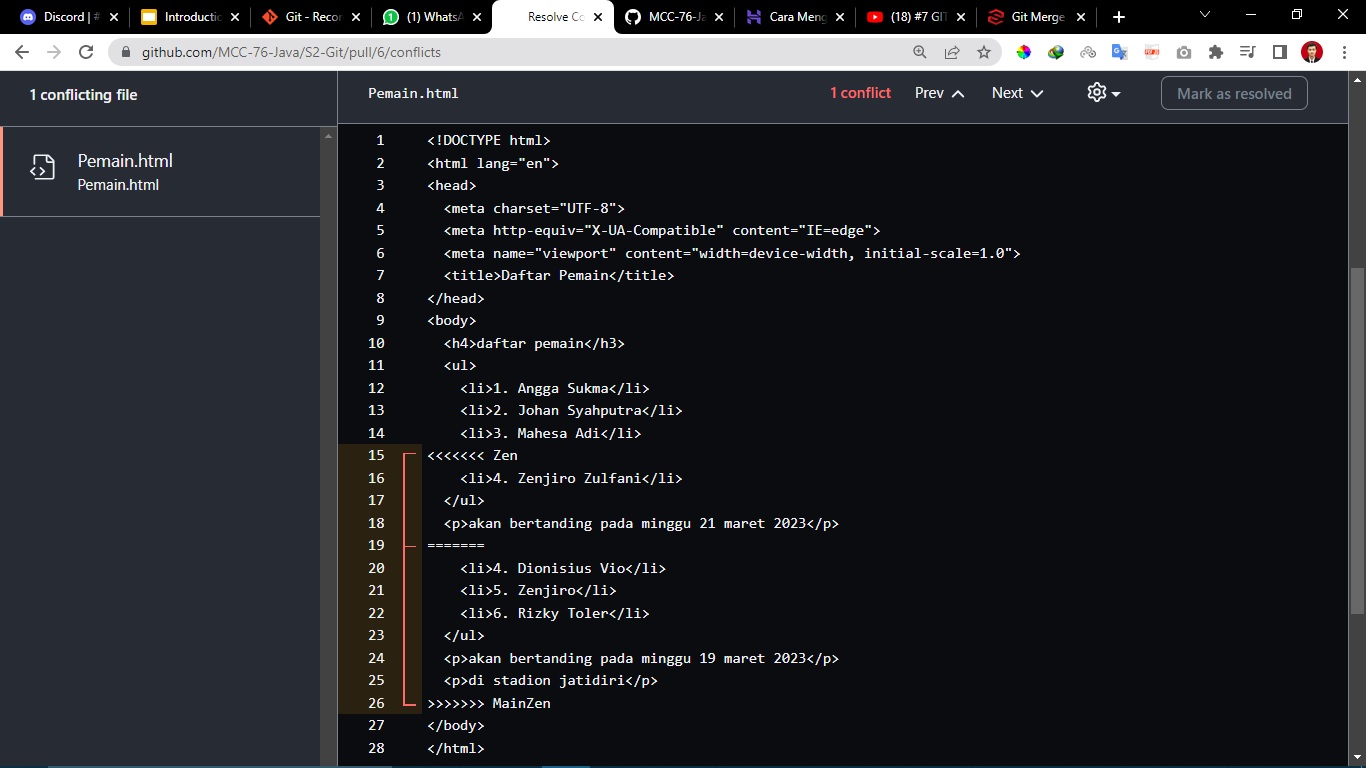 Discord | #
Introductic
Git - Recor
(1) WhatsA
Resolve Co
MCC-76-Ja
Cara Meng
(18) #7 GIT
Git Merge
github.com/MCC-76-Java/S2-Git/pull/6/conflicts
1 conflicting file
Pemain.html
1 conflict
Prev
Next
Mark as resolved
Pemain.html
Pemain.html
1 <!DOCTYPE html>
2 <html lang="en">
3 <head>
4 <meta charset="UTF-8">
5 <meta http-equiv="X-UA-Compatible" content="IE=edge">
6 <meta name="viewport" content="width=device-width, initial-scale=1.0">
7 <title>Daftar Pemain</title>
8 </head>
9 <body>
10 <h4>daftar pemain</h3>
11 <ul>
12 <li>1. Angga Sukma</li>
13 <li>2. Johan Syahputra</li>
14 <li>3. Mahesa Adi</li>
15 <<<<<<< Zen
16 <li>4. Zenjiro Zulfani</li>
17 </ul>
18 <p>akan bertanding pada minggu 21 maret 2023</p>
19 =======
20 <li>4. Dionisius Vio</li>
21 <li>5. Zenjiro</li>
22 <li>6. Rizky Toler</li>
23 </ul>
24 <p>akan bertanding pada minggu 19 maret 2023</p>
25 <p>di stadion jatidiri</p>
26 >>>>>>> MainZen
27 </body>
28 </html>